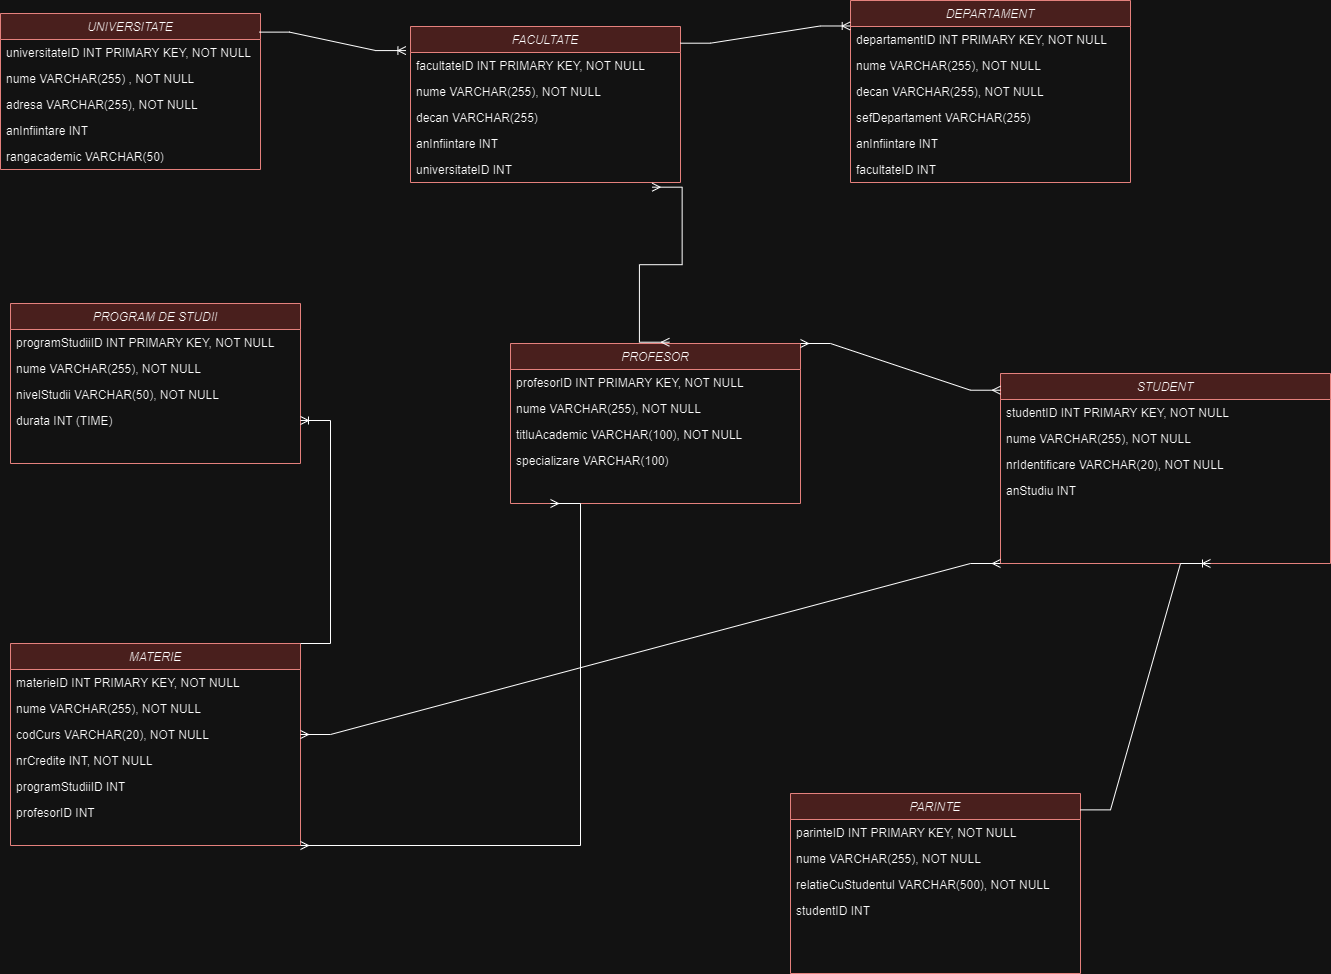 UNIVERSITATE
universitateID INT PRIMARY KEY, NOT NULL
nume VARCHAR(255) , NOT NULL
adresa VARCHAR(255), NOT NULL
anInfiintare INT
rangacademic VARCHAR(50)
FACULTATE
facultateID INT PRIMARY KEY, NOT NULL
nume VARCHAR(255), NOT NULL
decan VARCHAR(255)
anInfiintare INT
universitateID INT
DEPARTAMENT
departamentID INT PRIMARY KEY, NOT NULL
nume VARCHAR(255), NOT NULL
decan VARCHAR(255), NOT NULL
sefDepartament VARCHAR(255)
anInfiintare INT
facultateID INT
PROGRAM DE STUDII
programStudiiID INT PRIMARY KEY, NOT NULL
nume VARCHAR(255), NOT NULL
nivelStudii VARCHAR(50), NOT NULL
durata INT (TIME)
PROFESOR
profesorID INT PRIMARY KEY, NOT NULL
nume VARCHAR(255), NOT NULL
titluAcademic VARCHAR(100), NOT NULL
specializare VARCHAR(100)
STUDENT
studentID INT PRIMARY KEY, NOT NULL
nume VARCHAR(255), NOT NULL
nrIdentificare VARCHAR(20), NOT NULL
anStudiu INT
MATERIE
materieID INT PRIMARY KEY, NOT NULL
nume VARCHAR(255), NOT NULL
codCurs VARCHAR(20), NOT NULL
nrCredite INT, NOT NULL
programStudiiID INT
profesorID INT
PARINTE
parinteID INT PRIMARY KEY, NOT NULL
nume VARCHAR(255), NOT NULL
relatieCuStudentul VARCHAR(500), NOT NULL
studentID INT